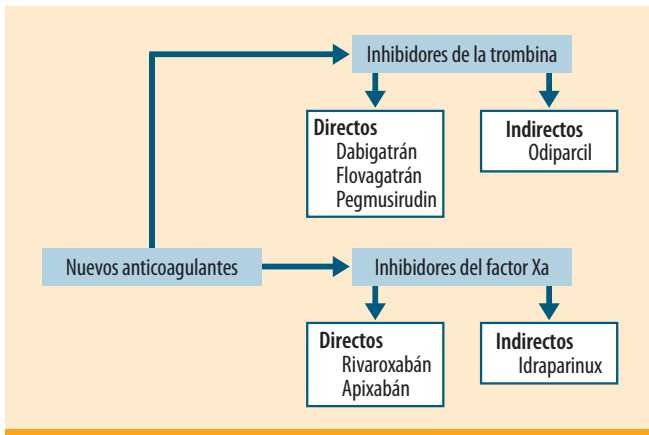 Inhibidores de la trombina
Directos
Dabigatrán
Flovagatrán
Pegmusirudin
Indirectos
Odiparcil
Nuevos anticoagulantes
Inhibidores del factor Xa
Directos
Rivaroxabán
Apixabán
Indirectos
Idraparinux